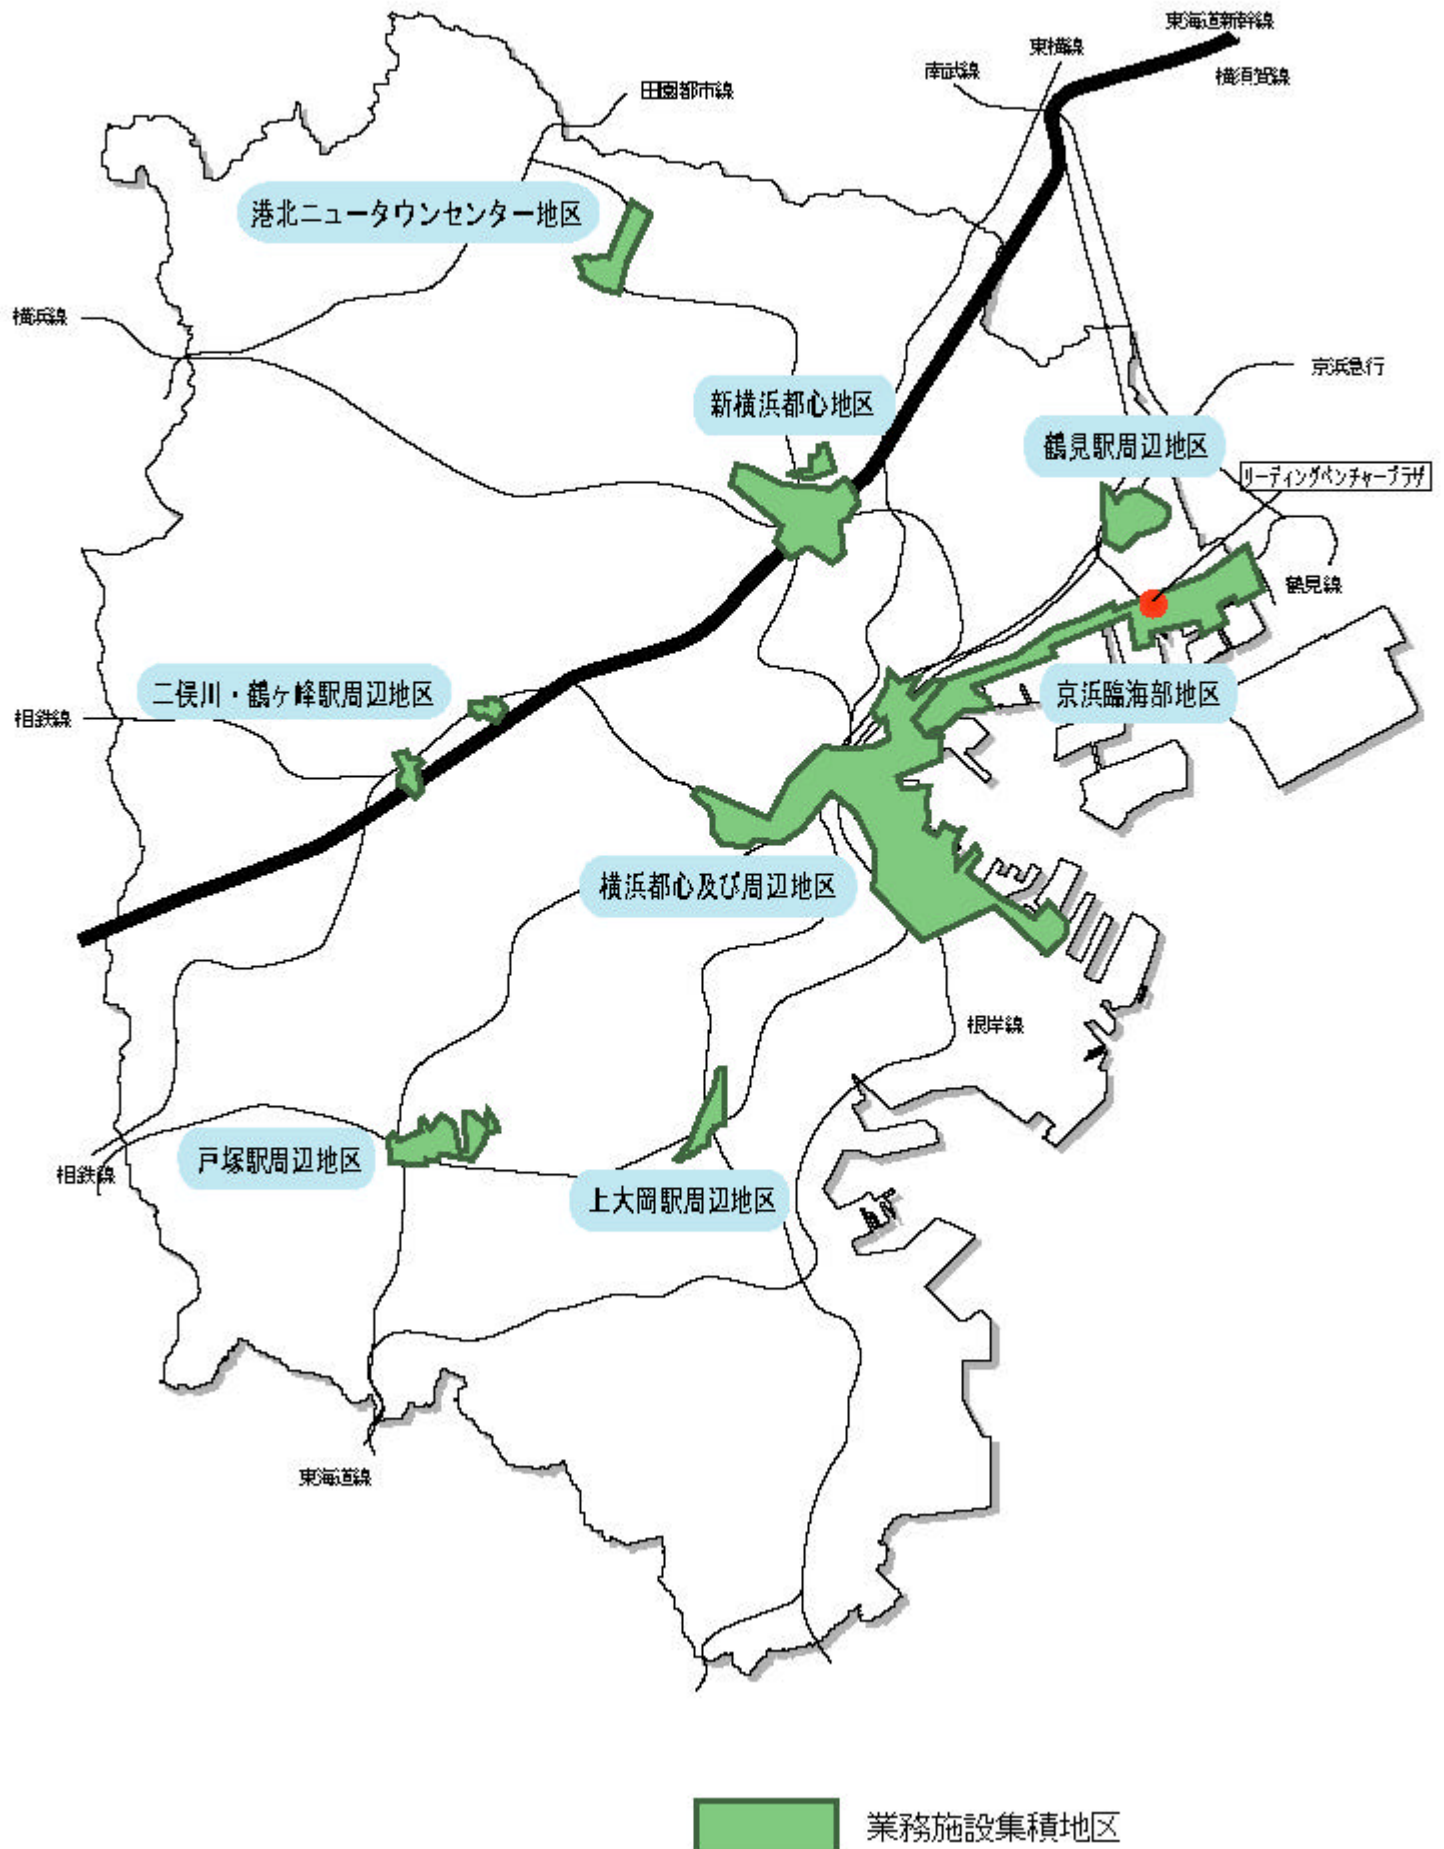 東海道新幹線
東横線
南武線
横須賀線
田園都市線
港北ニュータウンセンター地区
横浜線
京浜急行
新横浜都心地区
鶴見駅周辺地区
リーディングベンチャープラザ
鶴見線
二俣川・鶴ヶ峰駅周辺地区
京浜臨海部地区
相鉄線
横浜都心及び周辺地区
根岸線
戸塚駅周辺地区
相鉄線
上大岡駅周辺地区
東海道線
業務施設集積地区